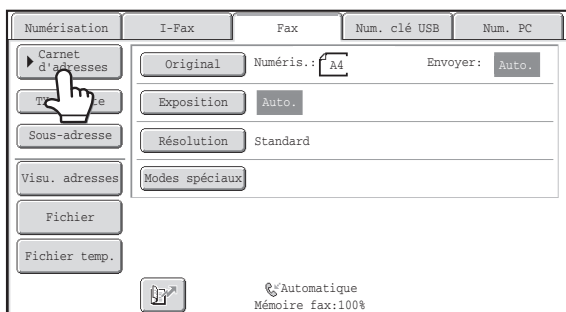 Numérisation
I-Fax
Fax
Num. clé USB
Num. PC
Carnet
d'adresses
Original
Numéris.:
A4
Envoyer:
Auto.
Exposition
Auto.
Sous-adresse
Résolution
Standard
Visu. adresses
Modes spéciaux
Fichier
Fichier temp.
Automatique
Mémoire fax:100%